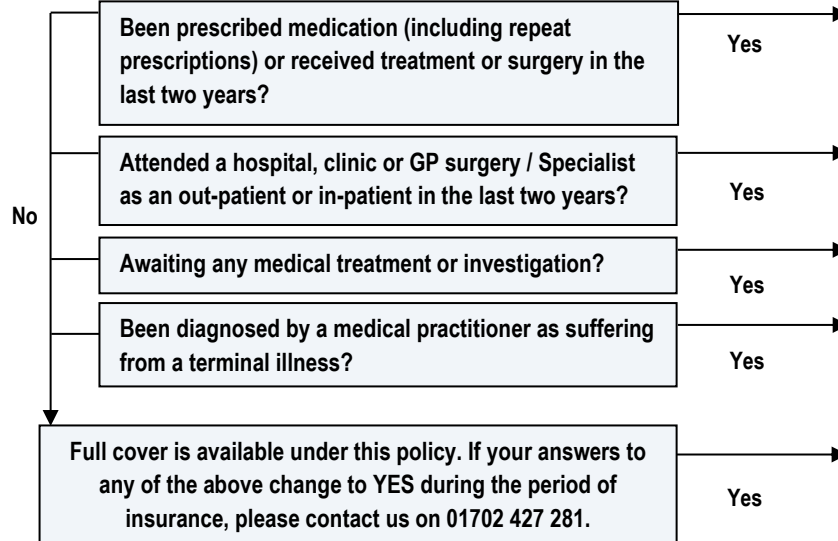 Been prescribed medication (including repeat
prescriptions) or received treatment or surgery in the
last two years?
Yes
Attended a hospital, clinic or GP surgery / Specialist
as an out-patient or in-patient in the last two years?
Yes
No
Awaiting any medical treatment or investigation?
Yes
Been diagnosed by a medical practitioner as suffering
from a terminal illness?
Yes
Full cover is available under this policy. If your answers to
any of the above change to YES during the period of
insurance, please contact us on 01702 427 281.
Yes